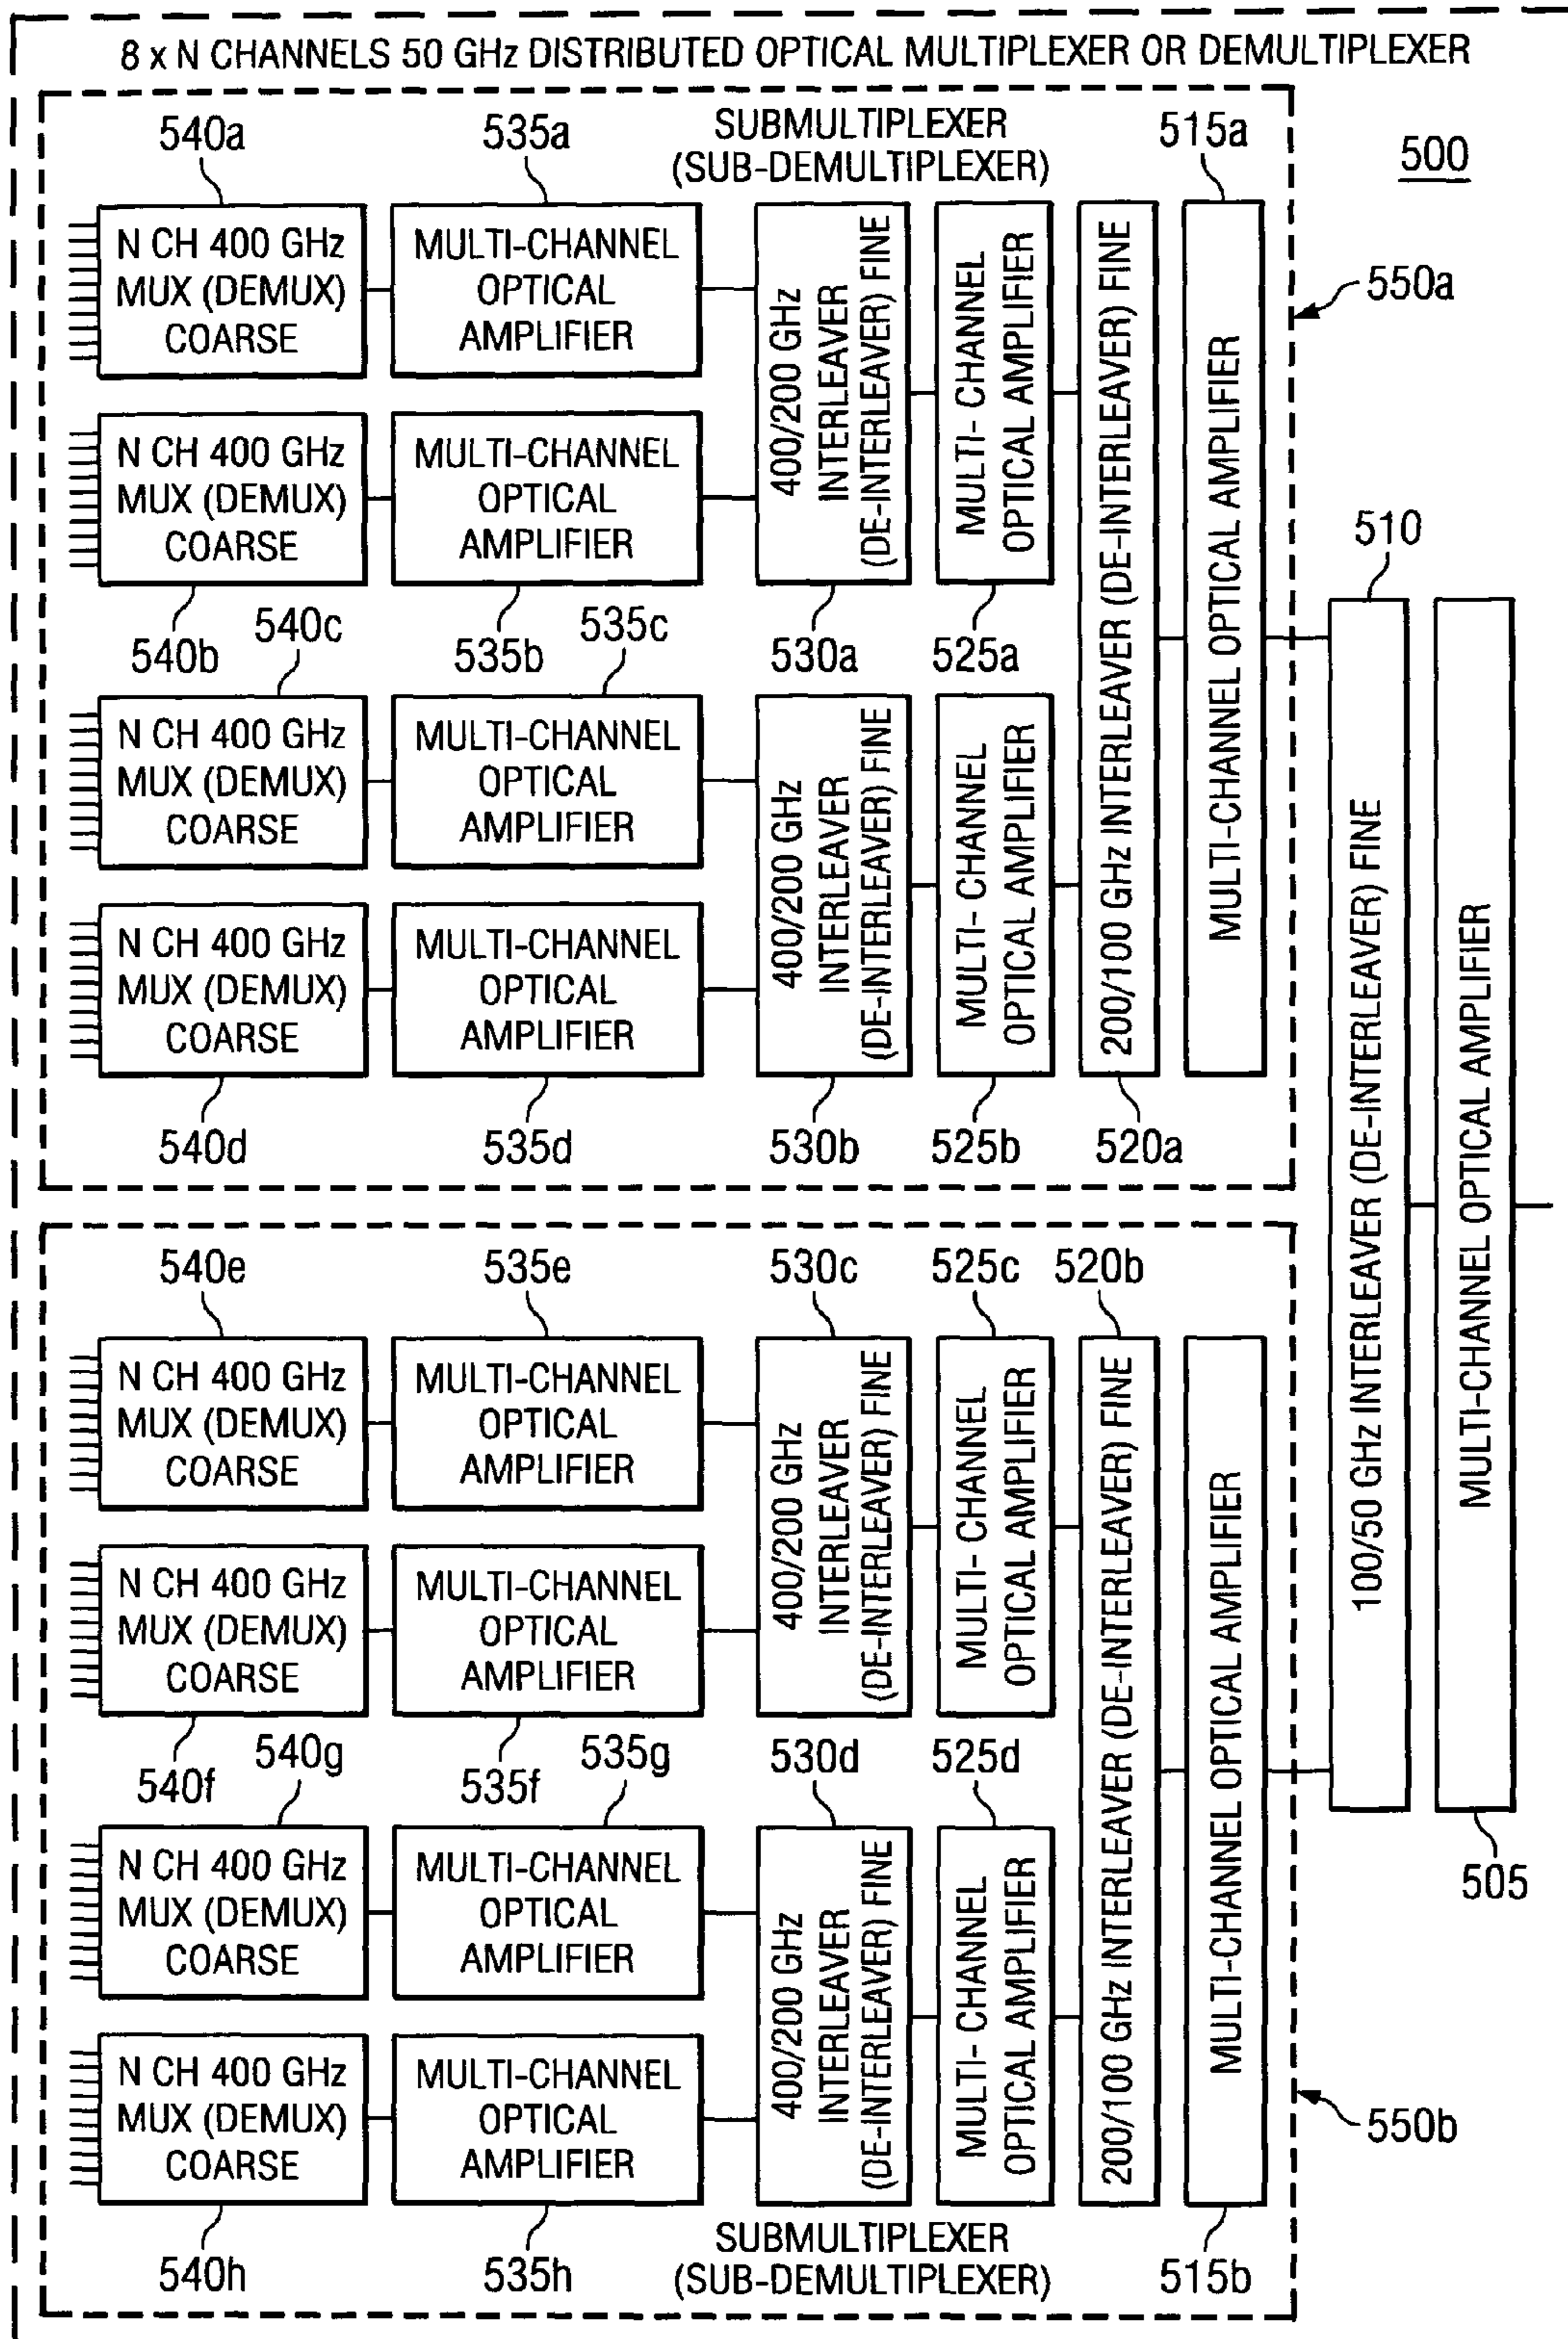 8 x N CHANNELS 50 GHz DISTRIBUTED OPTICAL MULTIPLEXER OR DEMULTIPLEXER
500
SUBMULTIPLEXER
(SUB-DEMULTIPLEXER)
550a
540a
N CH 400 GHz
MUX (DEMUX)
COARSE
535a
MULTI-CHANNEL
OPTICAL
AMPLIFIER
N CH 400 GHz
MUX (DEMUX)
COARSE
540b
MULTI-CHANNEL
OPTICAL
AMPLIFIER
535b
400/200 GHz
INTERLEAVER
(DE-INTERLEAVER) FINE
530a
MULTI- CHANNEL
OPTICAL AMPLIFIER
525a
540c
N CH 400 GHz
MUX (DEMUX)
COARSE
535c
MULTI-CHANNEL
OPTICAL
AMPLIFIER
N CH 400 GHz
MUX (DEMUX)
COARSE
540d
MULTI-CHANNEL
OPTICAL
AMPLIFIER
535d
400/200 GHz
INTERLEAVER
(DE-INTERLEAVER) FINE
530b
MULTI- CHANNEL
OPTICAL AMPLIFIER
525b
200/100 GHz INTERLEAVER (DE-INTERLEAVER) FINE
520a
515a
MULTI-CHANNEL OPTICAL AMPLIFIER
510
100/50 GHz INTERLEAVER (DE-INTERLEAVER) FINE
MULTI-CHANNEL OPTICAL AMPLIFIER
505
540e
N CH 400 GHz
MUX (DEMUX)
COARSE
535e
MULTI-CHANNEL
OPTICAL
AMPLIFIER
N CH 400 GHz
MUX (DEMUX)
COARSE
540f
MULTI-CHANNEL
OPTICAL
AMPLIFIER
535f
530c
400/200 GHz
INTERLEAVER
(DE-INTERLEAVER) FINE
525c
MULTI- CHANNEL
OPTICAL AMPLIFIER
540g
N CH 400 GHz
MUX (DEMUX)
COARSE
535g
MULTI-CHANNEL
OPTICAL
AMPLIFIER
N CH 400 GHz
MUX (DEMUX)
COARSE
540h
MULTI-CHANNEL
OPTICAL
AMPLIFIER
535h
530d
400/200 GHz
INTERLEAVER
(DE-INTERLEAVER) FINE
525d
MULTI- CHANNEL
OPTICAL AMPLIFIER
520b
200/100 GHz INTERLEAVER (DE-INTERLEAVER) FINE
MULTI-CHANNEL OPTICAL AMPLIFIER
515b
550b
SUBMULTIPLEXER
(SUB-DEMULTIPLEXER)